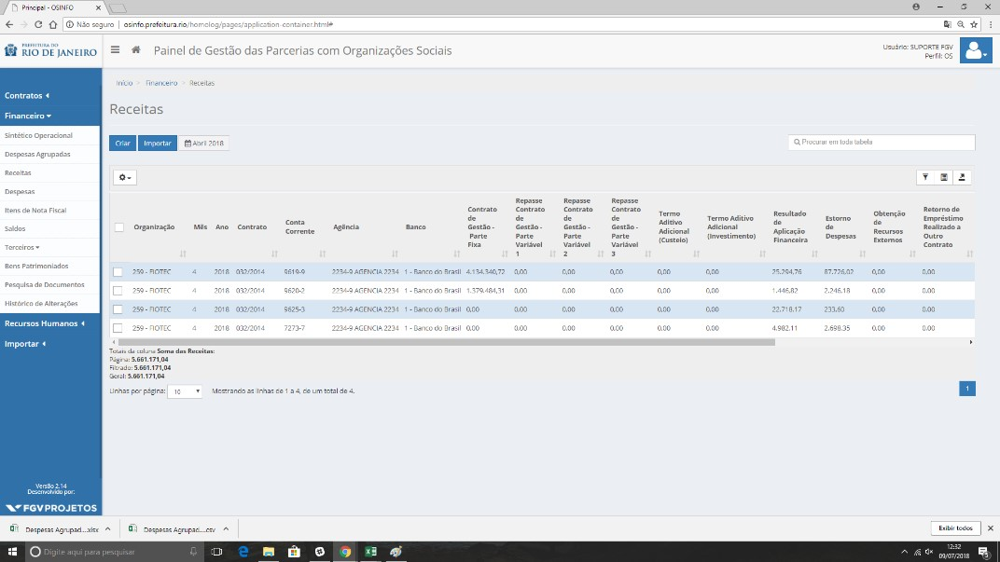 Principal - OSINFO
Não seguro | osinfo.prefeitura.rio/homolog/pages/application-container.html#
PREFEITURA DO
RIO DE JANEIRO
Painel de Gestão das Parcerias com Organizações Sociais
Usuário: SUPORTE FGV
Perfil: OS
Contratos
Financeiro
Sintético Operacional
Despesas Agrupadas
Receitas
Despesas
Itens de Nota Fiscal
Saldos
Terceiros
Bens Patrimoniados
Pesquisa de Documentos
Histórico de Alterações
Recursos Humanos
Importar
Versão 2.14
Desenvolvido por:
FGV PROJETOS
Início > Financeiro > Receitas
Receitas
Criar Importar Abril 2018
Procurar em toda tabela
Organização Mês Ano Contrato Conta Corrente Agência Banco Contrato de Gestão - Parte Fixa Repasse Contrato de Gestão - Parte Variável 1 Repasse Contrato de Gestão - Parte Variável 2 Repasse Contrato de Gestão - Parte Variável 3 Termo Aditivo Adicional (Custeio) Termo Aditivo Adicional (Investimento) Resultado de Aplicação Financeira Estorno de Despesas Obtenção de Recursos Externos Retorno de Empréstimo Realizado a Outro Contrato
259 - FIOTEC 4 2018 032/2014 9619-9 2234-9 AGENCIA 2234 1 - Banco do Brasil 4.134.340,72 0,00 0,00 0,00 0,00 0,00 25.294,76 87.726,02 0,00 0,00
259 - FIOTEC 4 2018 032/2014 9620-2 2234-9 AGENCIA 2234 1 - Banco do Brasil 1.379.484,31 0,00 0,00 0,00 0,00 0,00 1.446,82 2.246,18 0,00 0,00
259 - FIOTEC 4 2018 032/2014 9625-3 2234-9 AGENCIA 2234 1 - Banco do Brasil 0,00 0,00 0,00 0,00 0,00 0,00 22.718,17 233,60 0,00 0,00
259 - FIOTEC 4 2018 032/2014 7273-7 2234-9 AGENCIA 2234 1 - Banco do Brasil 0,00 0,00 0,00 0,00 0,00 0,00 4.982,11 2.698,35 0,00 0,00
Totais da coluna Soma das Receitas:
Página: 5.661.171,04
Filtrado: 5.661.171,04
Geral: 5.661.171,04
Linhas por página: 10 Mostrando as linhas de 1 a 4, de um total de 4.
1
Despesas Agrupad....xlsx
Despesas Agrupad....csv
Exibir todos
Digite aqui para pesquisar
12:32
09/07/2018